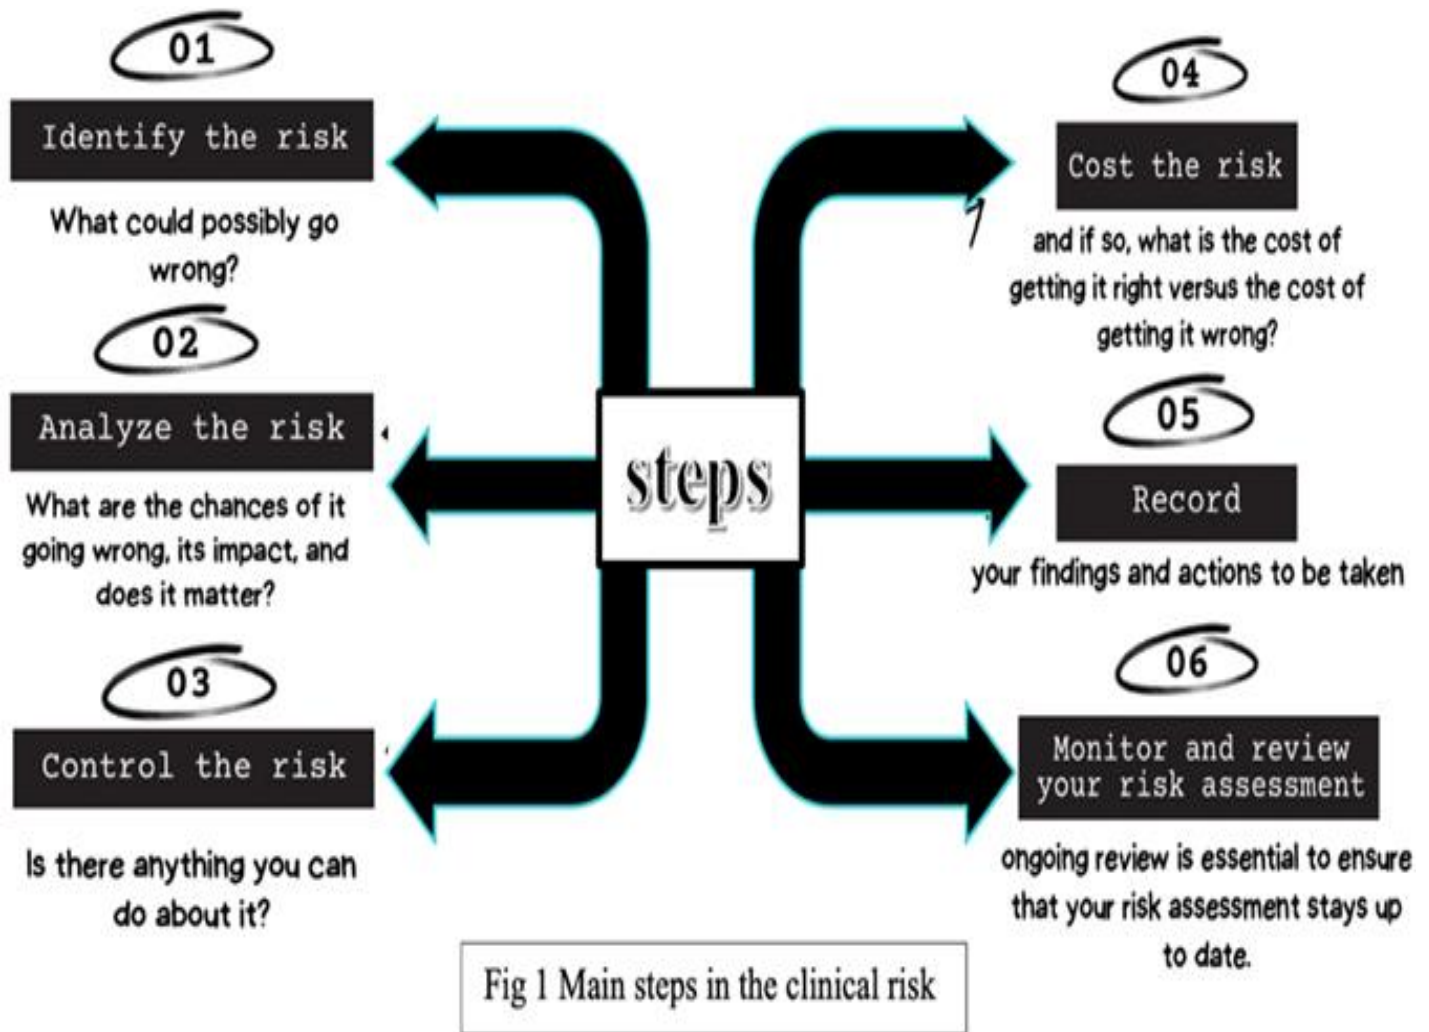 01
Identify the risk
What could possibly go
wrong?
02
Analyze the risk
What are the chances of it
going wrong, its impact, and
does it matter?
03
Control the risk
Is there anything you can
do about it?
steps
04
Cost the risk
and if so, what is the cost of
getting it right versus the cost of
getting it wrong?
05
Record
your findings and actions to be taken
06
Monitor and review
your risk assessment
ongoing review is essential to ensure
that your risk assessment stays up
to date.
Fig 1 Main steps in the clinical risk